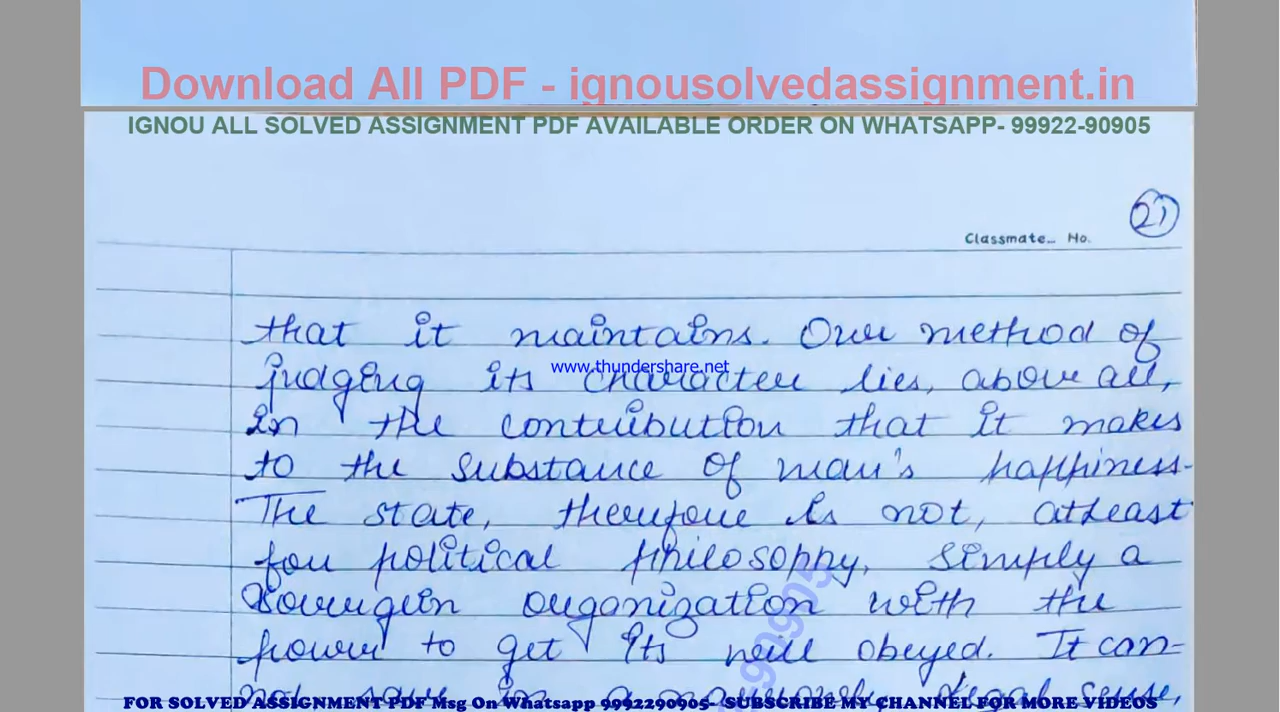 Download All PDF - ignousolvedassignment.in
IGNOU ALL SOLVED ASSIGNMENT PDF AVAILABLE ORDER ON WHATSAPP- 99922-90905
21
Classmate No.
that it maintains. Our method of
www.thundershare.net
judging its character lies, above all,
in the contribution that it makes
to the substance of man's happiness.
The state, therefore is not, atleast
for political philosophy, simply a
Sovereign organization with the
power to get its will obeyed. It can-
legal sense,
FOR SOLVED ASSIGNMENT PDF Msg On Whatsapp 9992290905- SUBSCRIBE MY CHANNEL FOR MORE VIDEOS